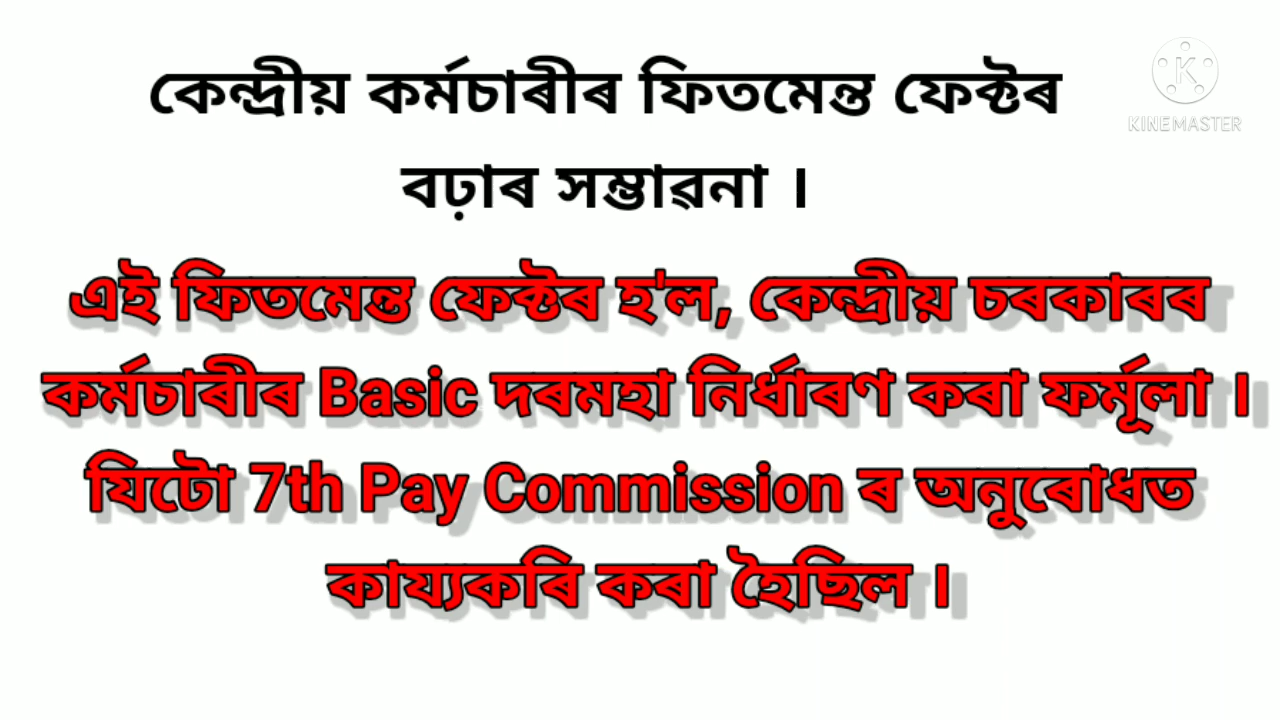 কেন্দ্ৰীয় কৰ্মচাৰীৰ ফিতমেন্ত ফেক্টৰ
বঢ়াৰ সম্ভাৱনা ।
এই ফিতমেন্ত ফেক্টৰ হ'ল, কেন্দ্ৰীয় চৰকাৰৰ
কৰ্মচাৰীৰ Basic দৰমহা নিৰ্ধাৰণ কৰা ফৰ্মূলা ।
যিটো 7th Pay Commission ৰ অনুৰোধত
কায্যকৰি কৰা হৈছিল ।
KINEMASTER